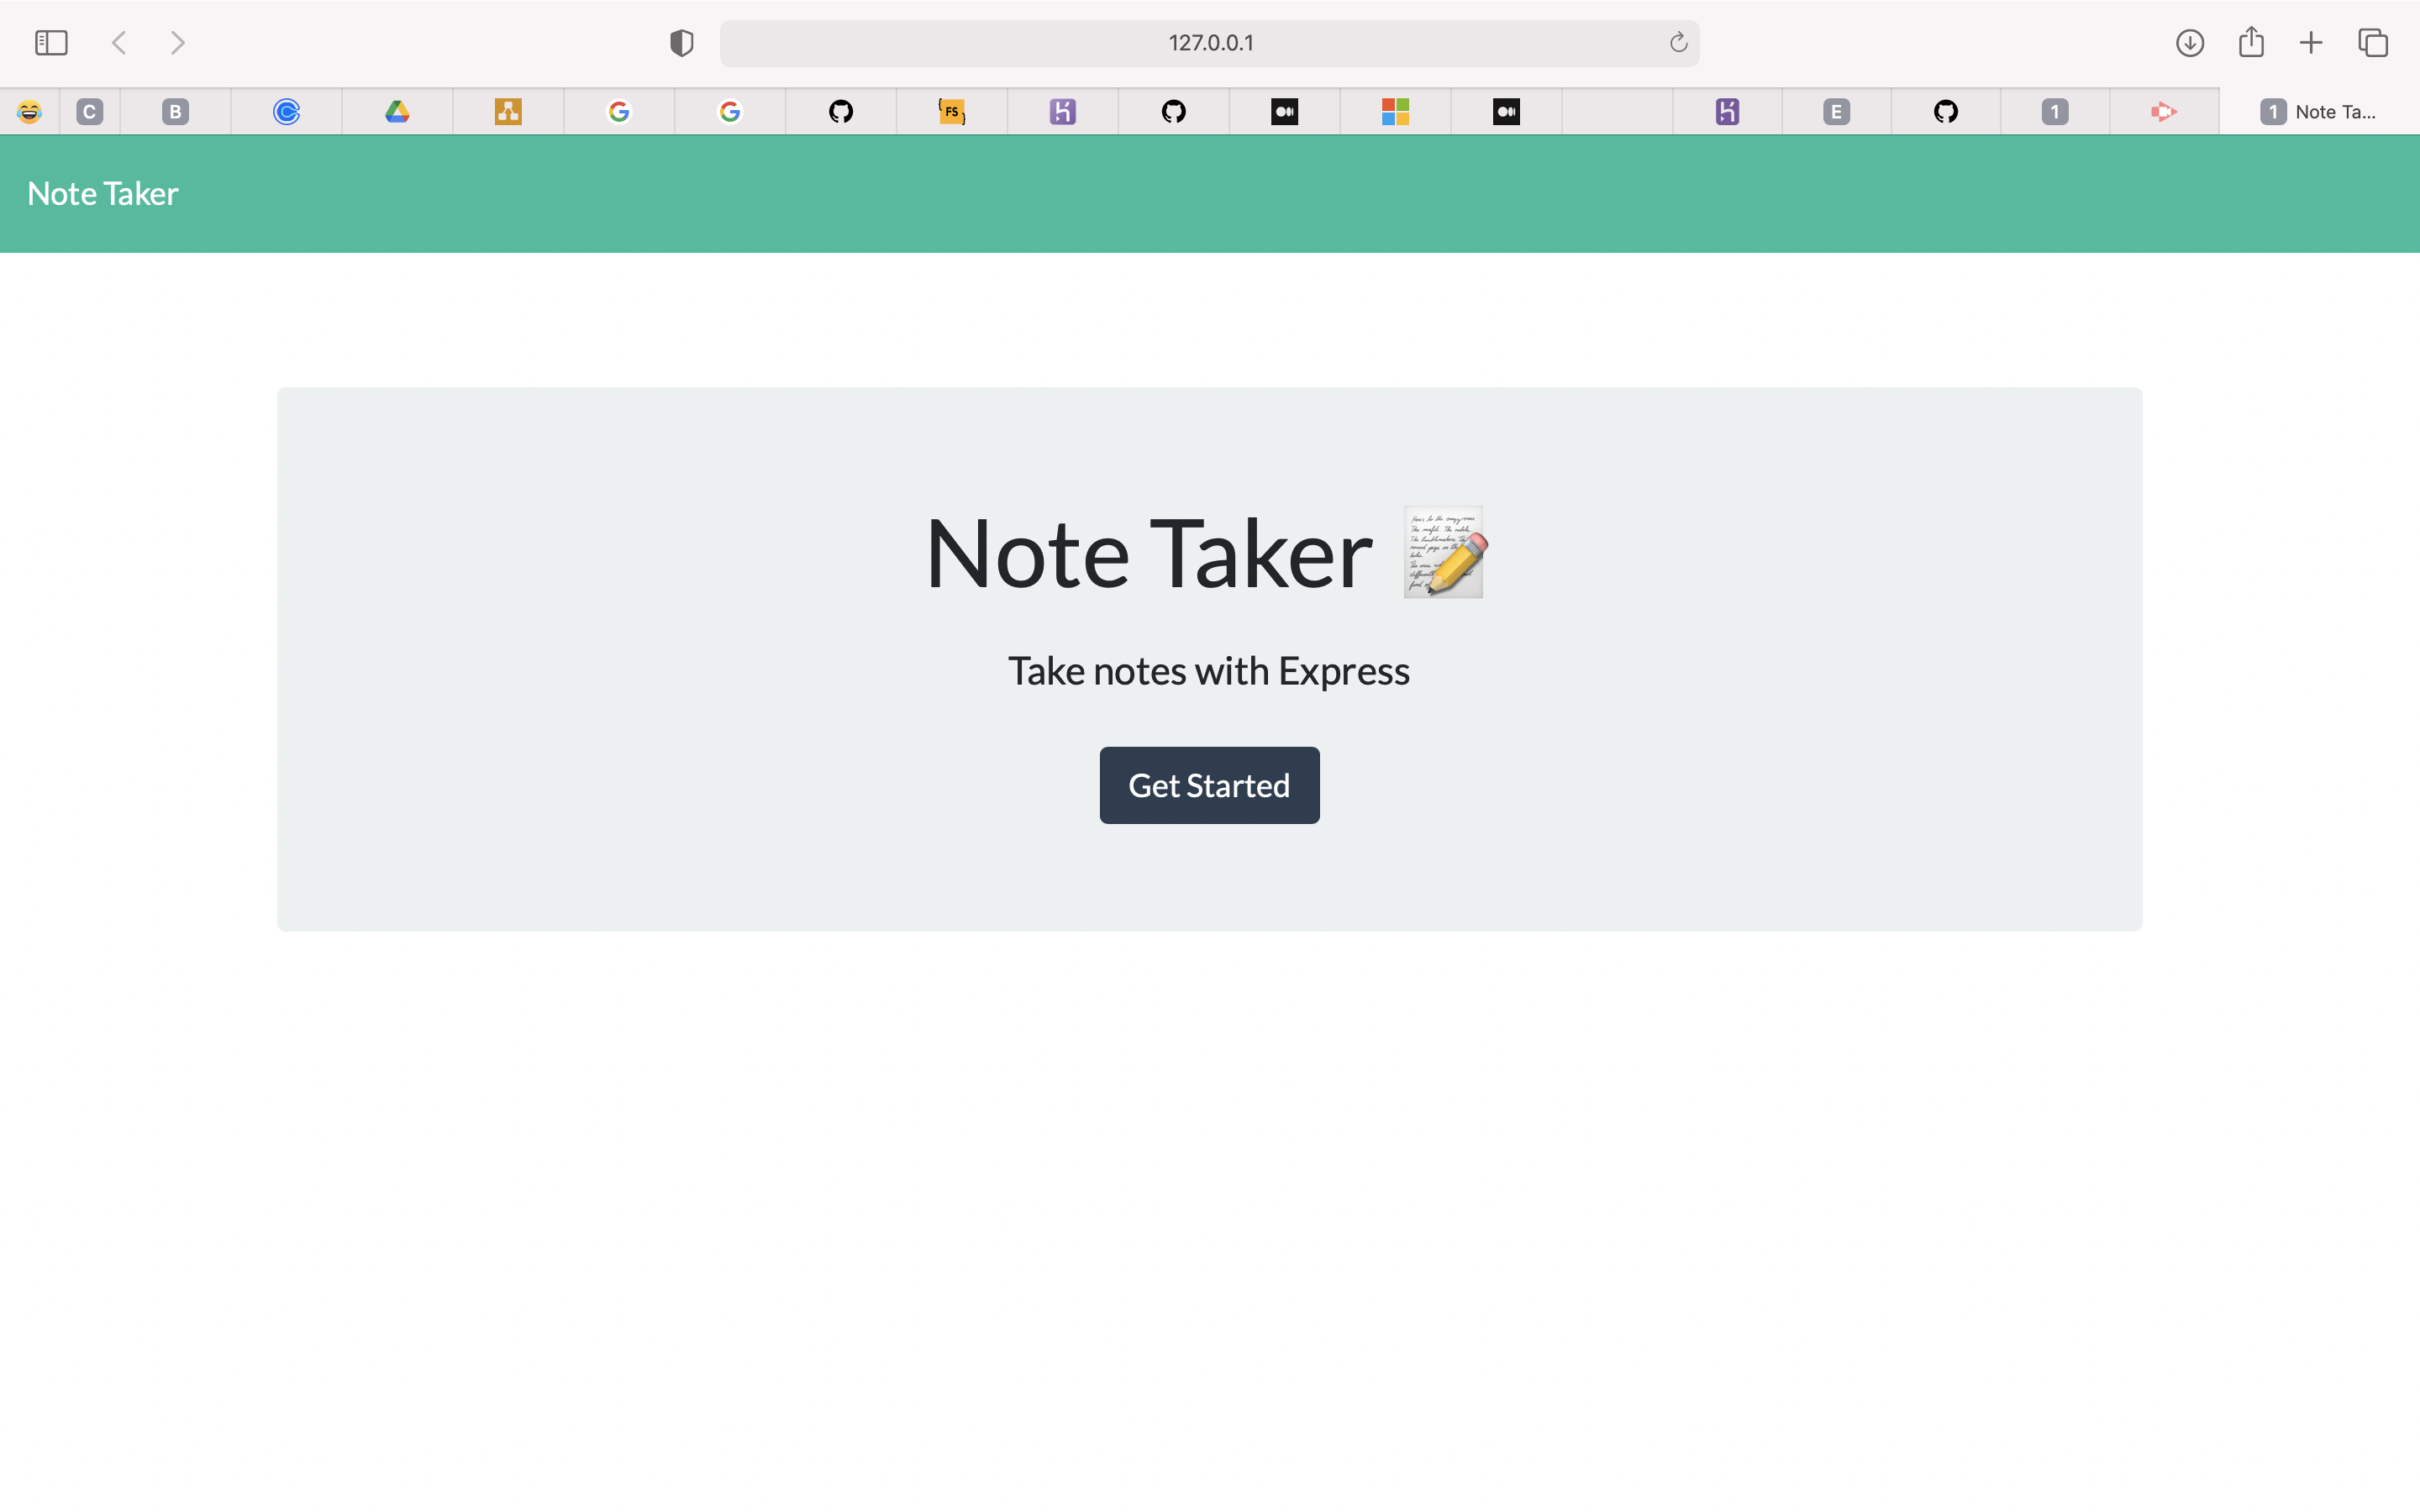 127.0.0.1
C
B
FS
E
1
1 Note Ta...
Note Taker
Note Taker
Take notes with Express
Get Started